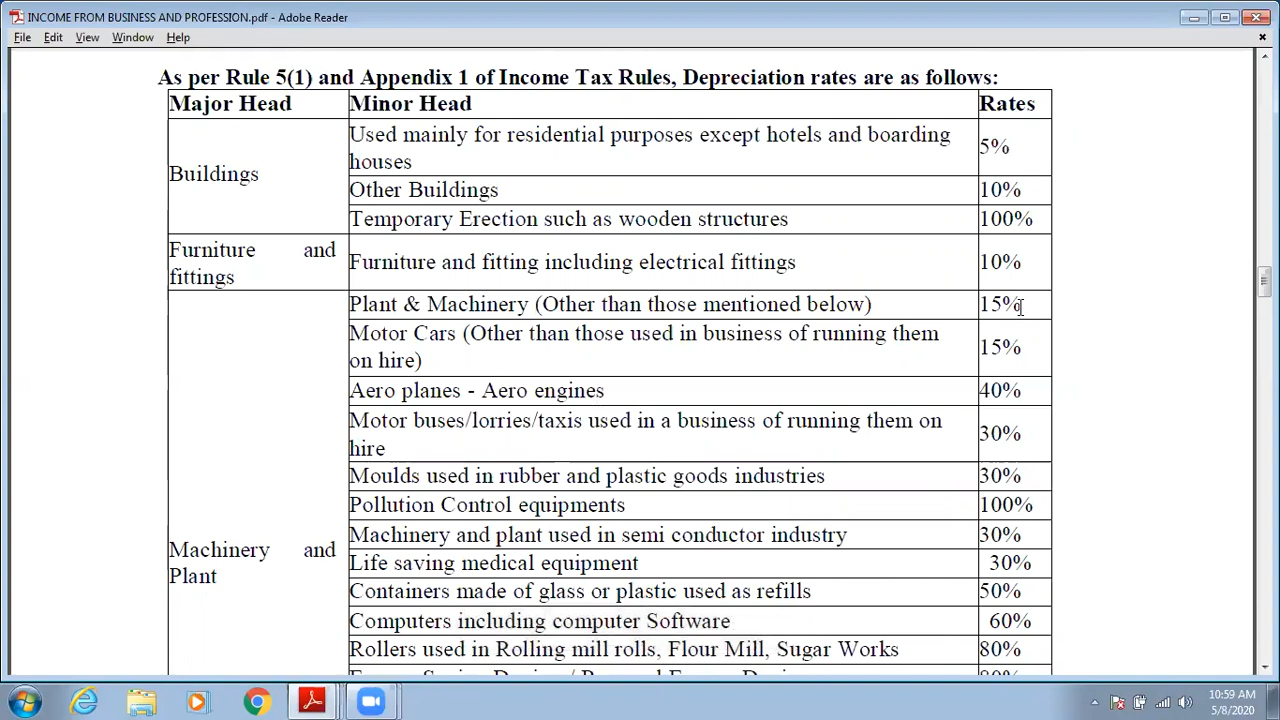 INCOME FROM BUSINESS AND PROFESSION.pdf - Adobe Reader
File Edit View Window Help
As per Rule 5(1) and Appendix 1 of Income Tax Rules, Depreciation rates are as follows:
Major Head Minor Head Rates
Buildings
Used mainly for residential purposes except hotels and boarding
houses
5%
Other Buildings 10%
Temporary Erection such as wooden structures 100%
Furniture and
fittings
Furniture and fitting including electrical fittings 10%
Machinery and
Plant
Plant & Machinery (Other than those mentioned below) 15%
Motor Cars (Other than those used in business of running them
on hire)
15%
Aero planes - Aero engines 40%
Motor buses/lorries/taxis used in a business of running them on
hire
30%
Moulds used in rubber and plastic goods industries 30%
Pollution Control equipments 100%
Machinery and plant used in semi conductor industry 30%
Life saving medical equipment 30%
Containers made of glass or plastic used as refills 50%
Computers including computer Software 60%
Rollers used in Rolling mill rolls, Flour Mill, Sugar Works 80%
10:59 AM
5/8/2020